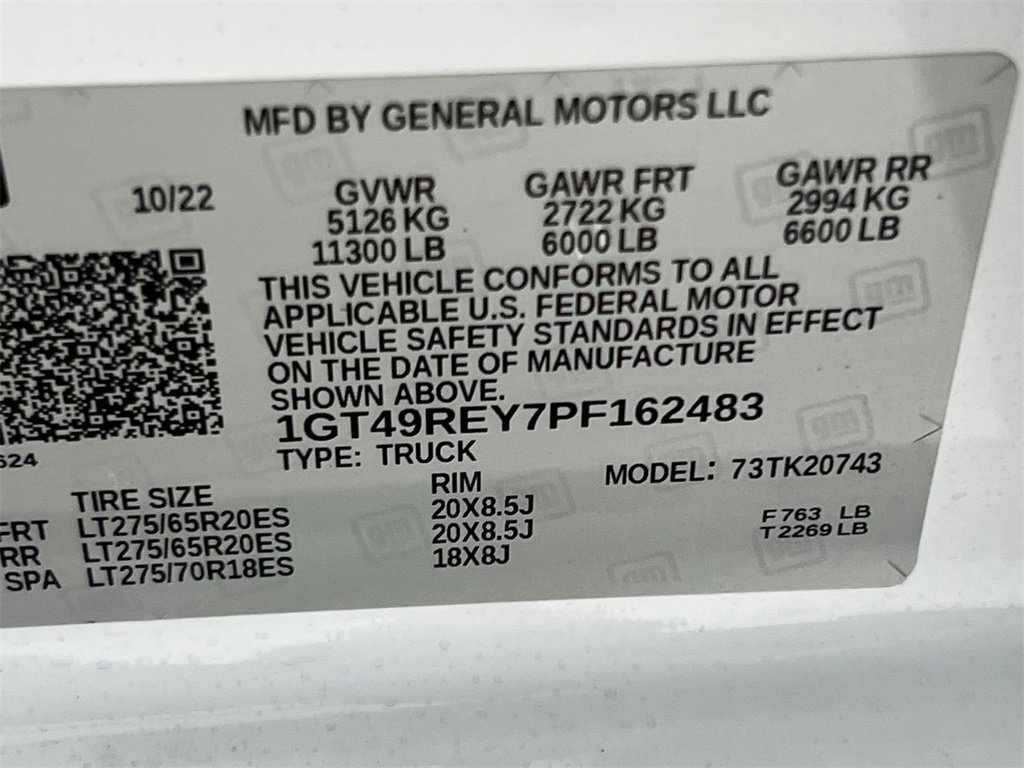 MFD BY GENERAL MOTORS LLC
10/22 GVWR GAWR FRT GAWR RR
5126 KG 2722 KG 2994 KG
11300 LB 6000 LB 6600 LB
THIS VEHICLE CONFORMS TO ALL
APPLICABLE U.S. FEDERAL MOTOR
VEHICLE SAFETY STANDARDS IN EFFECT
ON THE DATE OF MANUFACTURE
SHOWN ABOVE.
1GT49REY7PF162483
624
TYPE: TRUCK MODEL: 73TK20743
TIRE SIZE RIM
FRT LT275/65R20ES 20X8.5J F 763 LB
RR LT275/65R20ES 20X8.5J T 2269 LB
SPA LT275/70R18ES 18X8J